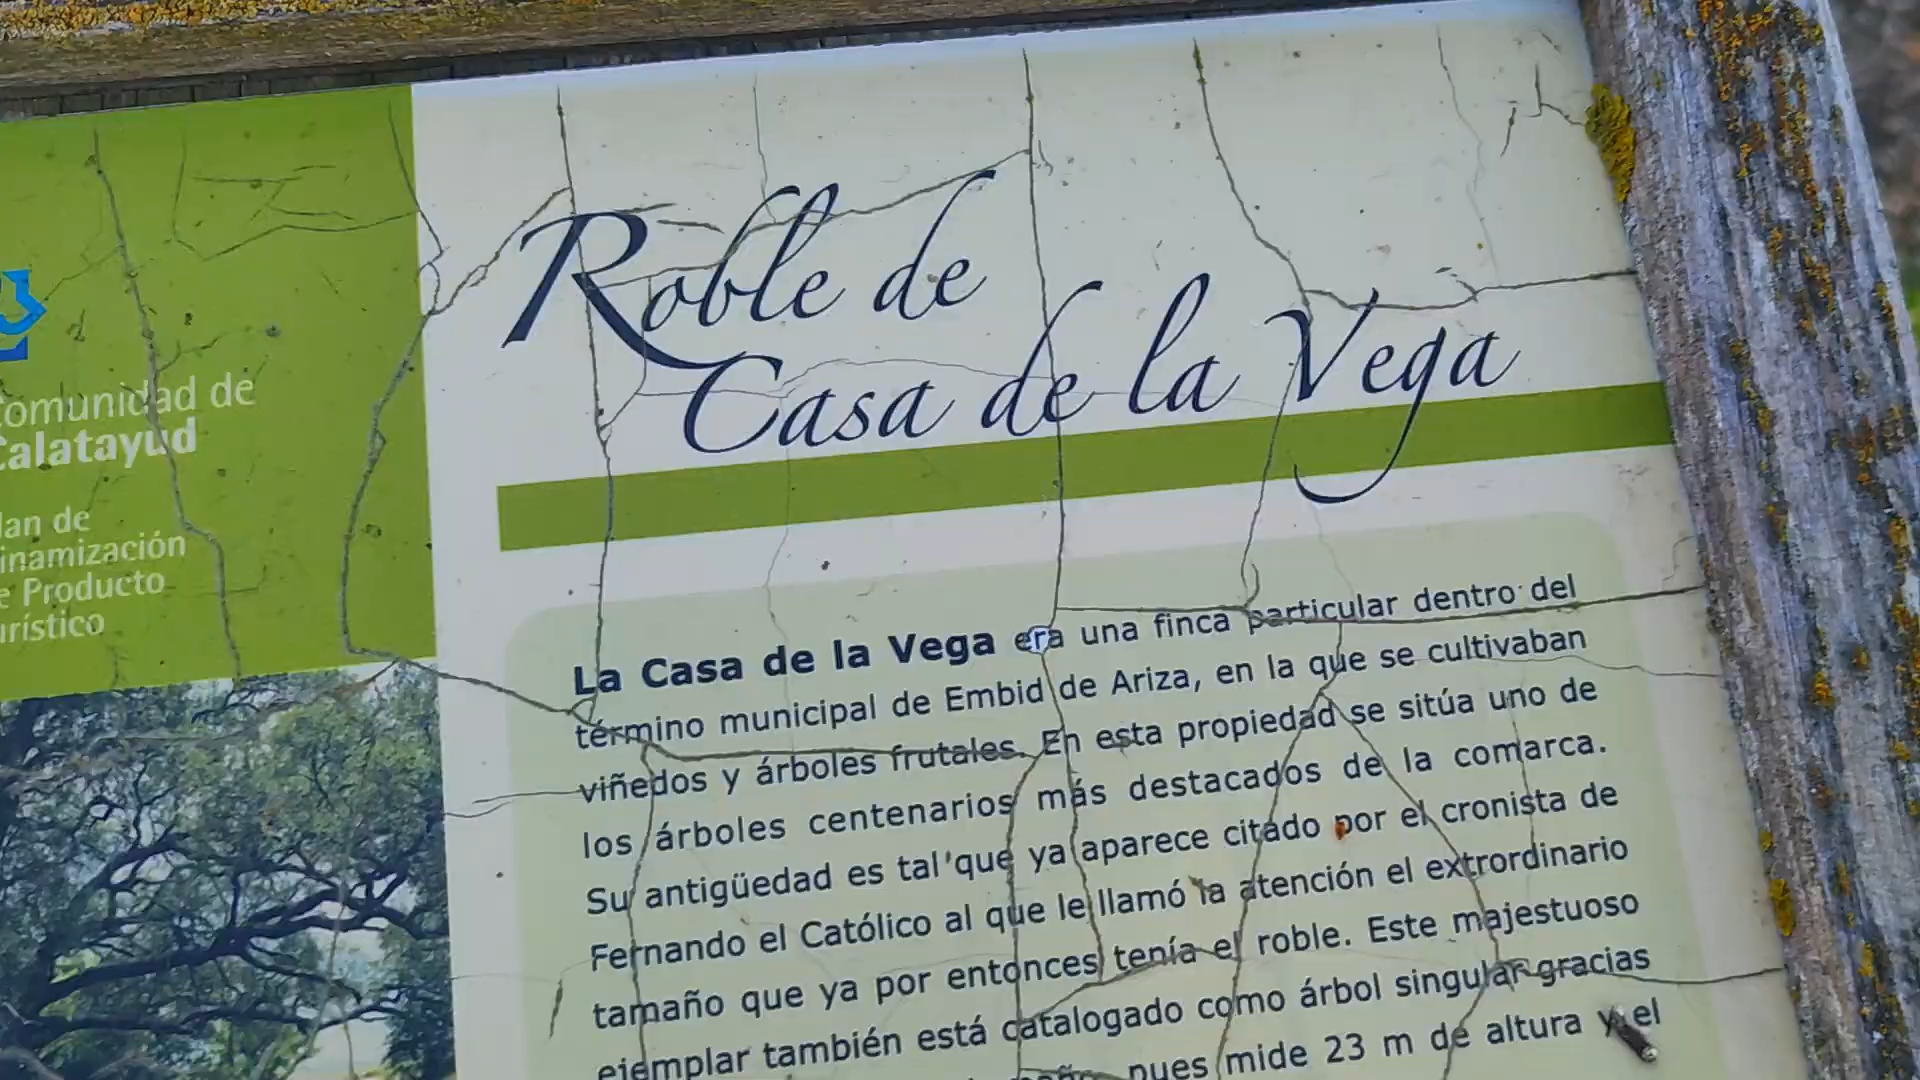 Comunidad de
Calatayud
lan de
inamización
e Producto
urístico
Roble de
Casa de la Vega
La Casa de la Vega era una finca particular dentro del
término municipal de Embid de Ariza, en la que se cultivaban
viñedos y árboles frutales. En esta propiedad se sitúa uno de
los árboles centenarios más destacados de la comarca.
Su antigüedad es tal que ya aparece citado por el cronista de
Fernando el Católico al que le llamó la atención el extrordinario
tamaño que ya por entonces tenía el roble. Este majestuoso
ejemplar también está catalogado como árbol singular gracias
pues mide 23 m de altura y el